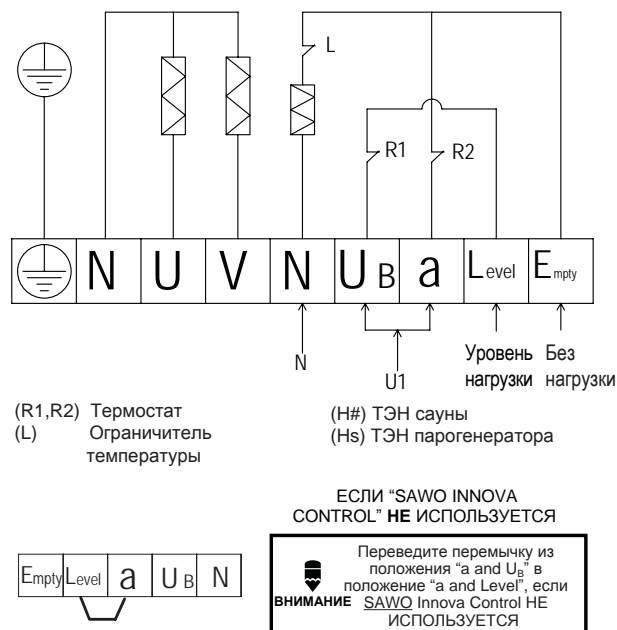 L
R1 R2
N U V N UB a Level Empty
N
U1
Уровень нагрузки
Без нагрузки
(R1,R2) Термостат
(L) Ограничитель
температуры
(H#) ТЭН сауны
(Hs) ТЭН парогенератора
ЕСЛИ “SAWO INNOVA
CONTROL” НЕ ИСПОЛЬЗУЕТСЯ
Empty Level a UB N
ВНИМАНИЕ
Переведите перемычку из
положения “a and UB” в
положение “a and Level”, если
SAWO Innova Control НЕ
ИСПОЛЬЗУЕТСЯ